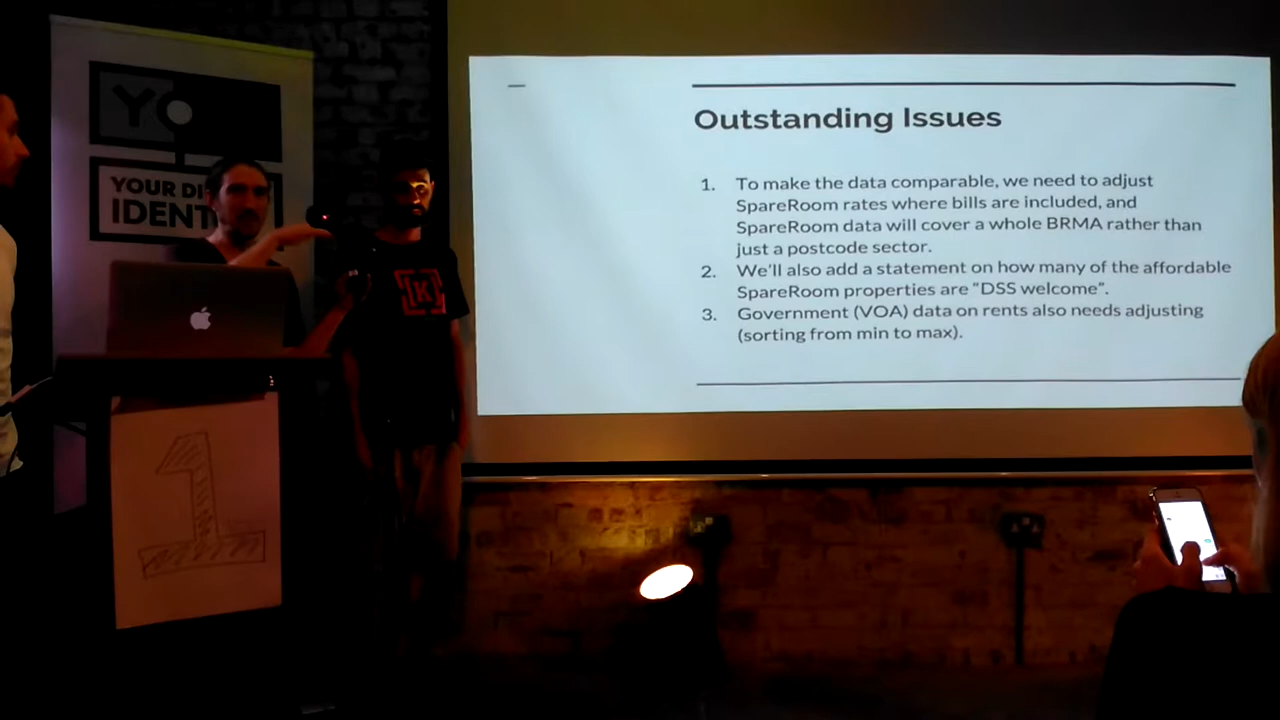 YO
YOUR DI
IDENT
[K]
1
Outstanding Issues
1. To make the data comparable, we need to adjust
SpareRoom rates where bills are included, and
SpareRoom data will cover a whole BRMA rather than
just a postcode sector.
2. We'll also add a statement on how many of the affordable
SpareRoom properties are “DSS welcome”.
3. Government (VOA) data on rents also needs adjusting
(sorting from min to max).